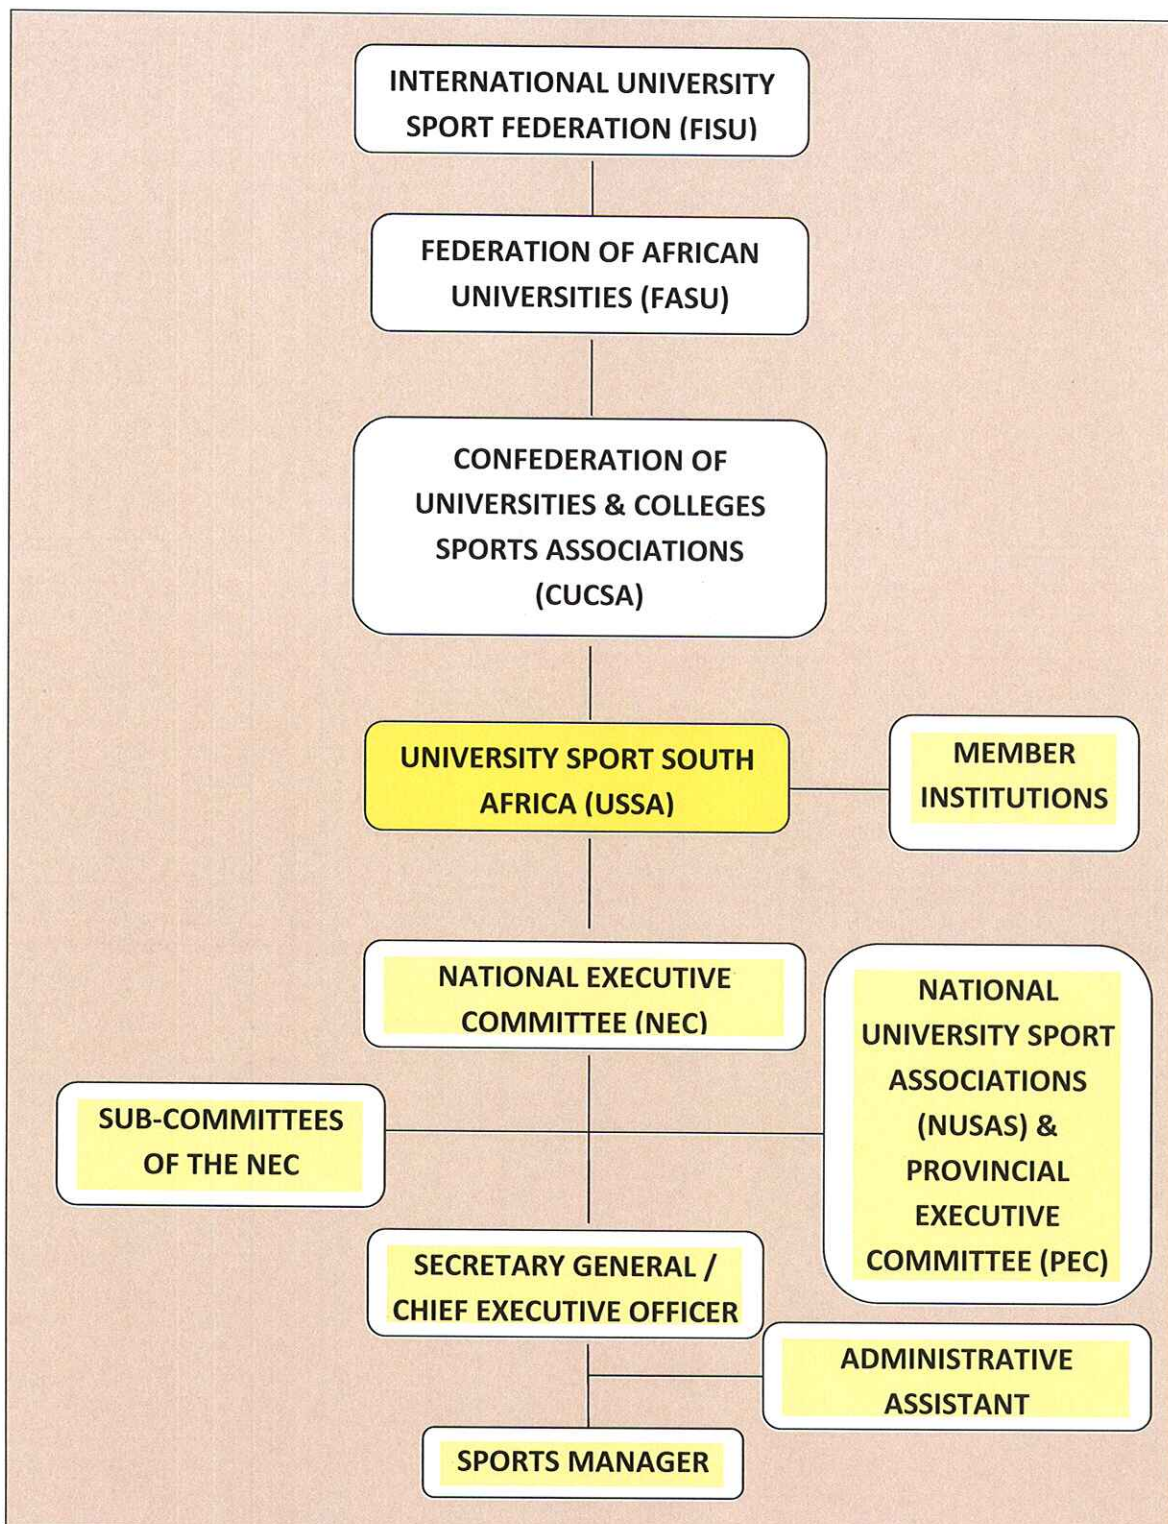 INTERNATIONAL UNIVERSITY
SPORT FEDERATION (FISU)
FEDERATION OF AFRICAN
UNIVERSITIES (FASU)
CONFEDERATION OF
UNIVERSITIES & COLLEGES
SPORTS ASSOCIATIONS
(CUCSA)
UNIVERSITY SPORT SOUTH
AFRICA (USSA)
MEMBER
INSTITUTIONS
NATIONAL EXECUTIVE
COMMITTEE (NEC)
NATIONAL
UNIVERSITY SPORT
ASSOCIATIONS
(NUSAS) &
PROVINCIAL
EXECUTIVE
COMMITTEE (PEC)
SUB-COMMITTEES
OF THE NEC
SECRETARY GENERAL /
CHIEF EXECUTIVE OFFICER
ADMINISTRATIVE
ASSISTANT
SPORTS MANAGER